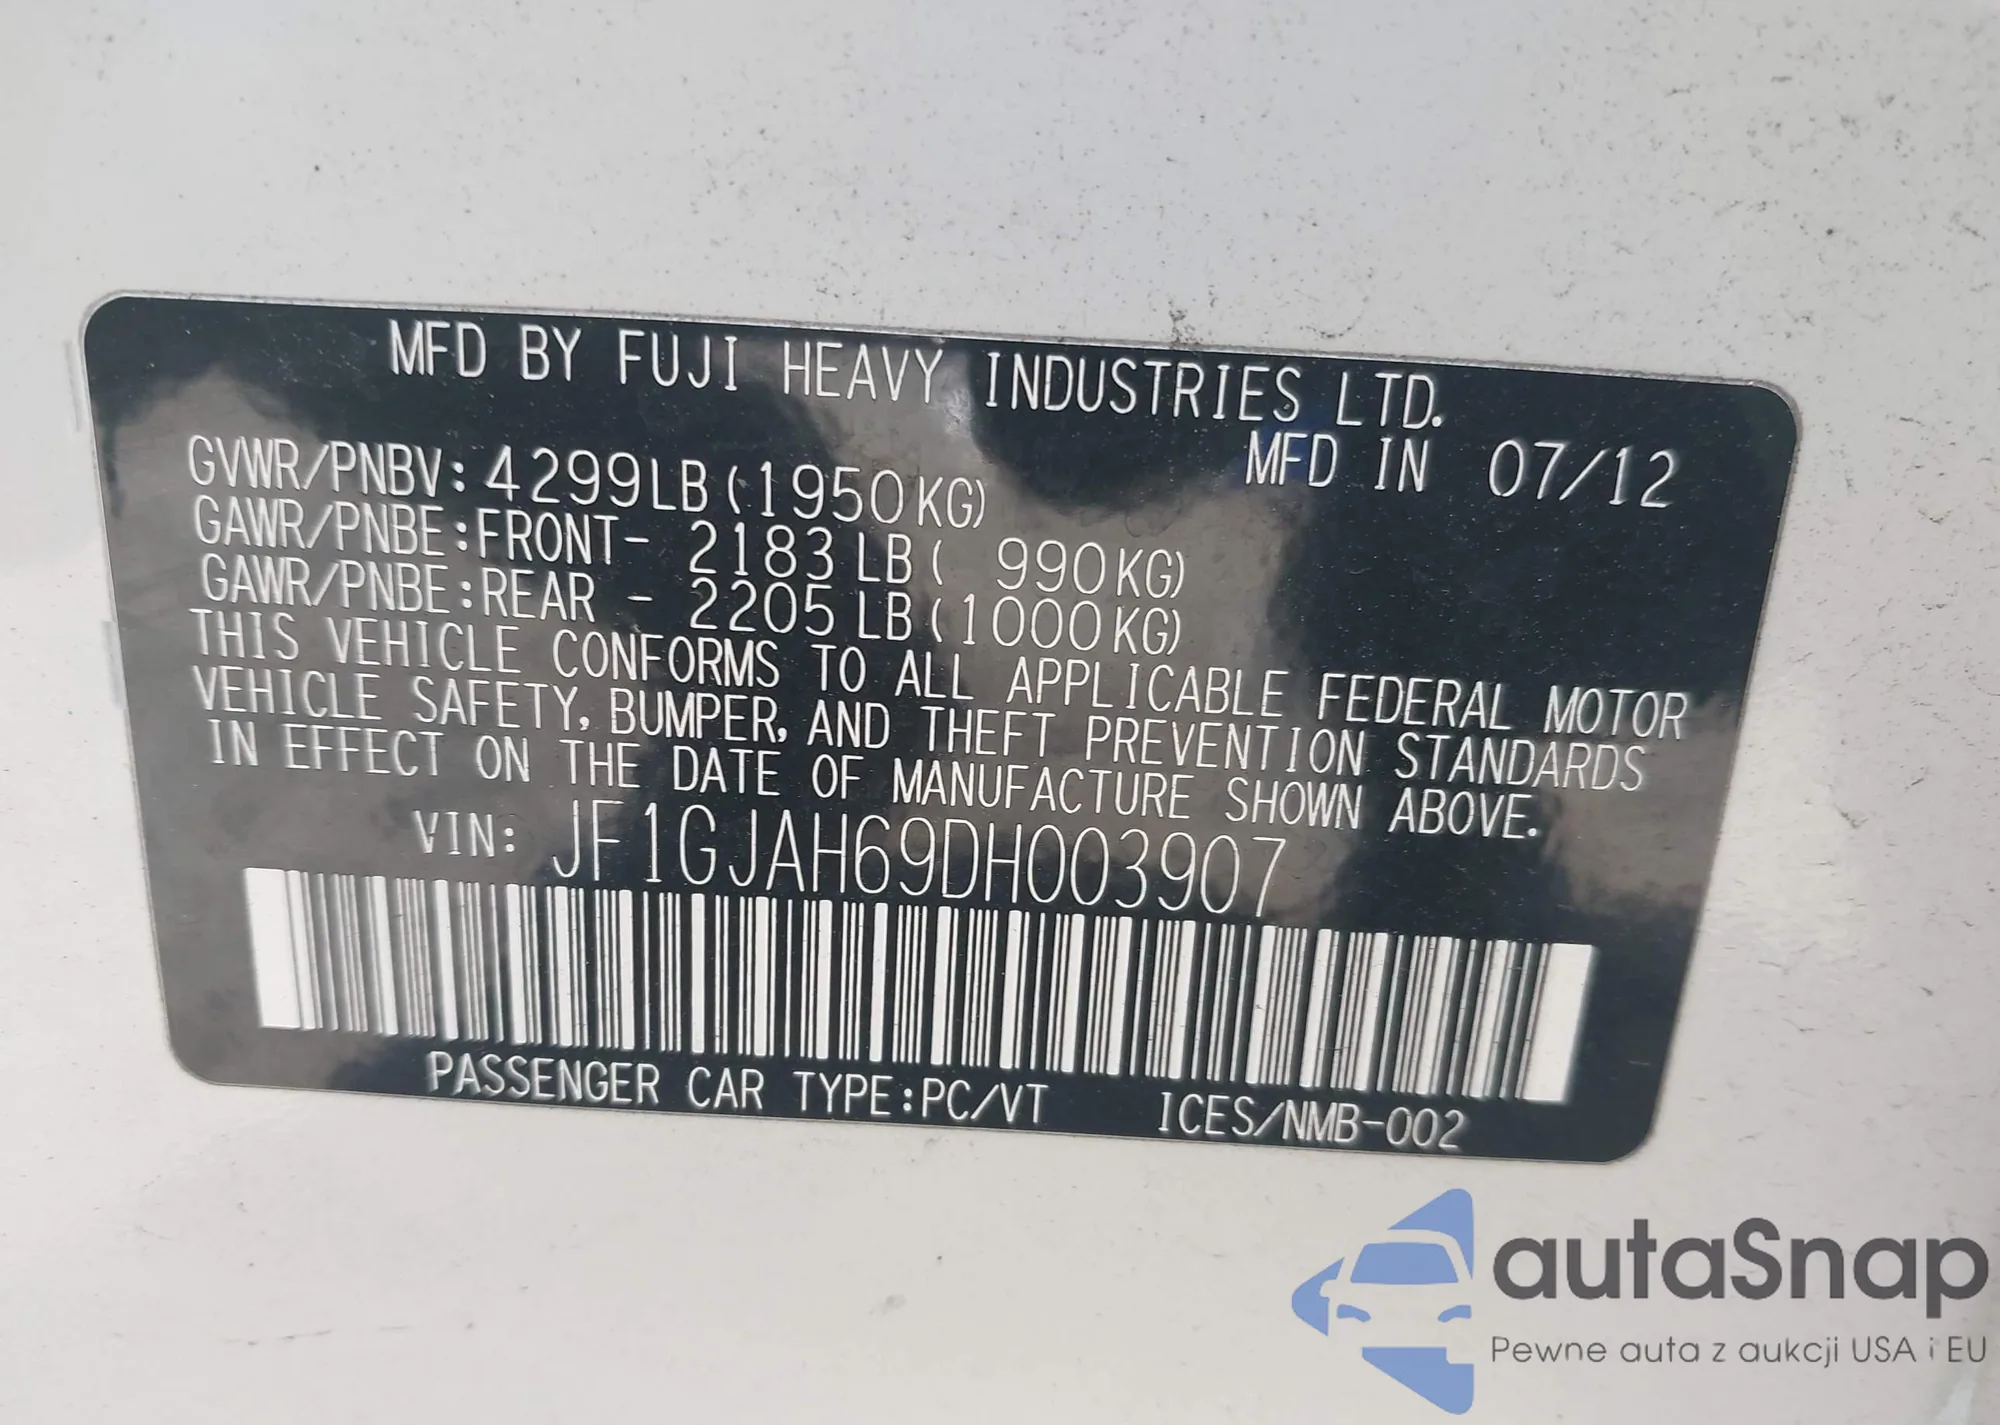 MFD BY FUJI HEAVY INDUSTRIES LTD.
MFD IN 07/12
GVWR/PNBV: 4299LB(1950KG)
GAWR/PNBE:FRONT- 2183LB( 990KG)
GAWR/PNBE:REAR - 2205LB(1000KG)
THIS VEHICLE CONFORMS TO ALL APPLICABLE FEDERAL MOTOR
VEHICLE SAFETY, BUMPER, AND THEFT PREVENTION STANDARDS
IN EFFECT ON THE DATE OF MANUFACTURE SHOWN ABOVE.
VIN: JF1GJAH69DH003907
PASSENGER CAR TYPE:PC/VT ICES/NMB-002
autaSnap
Pewne auta z aukcji USA i EU